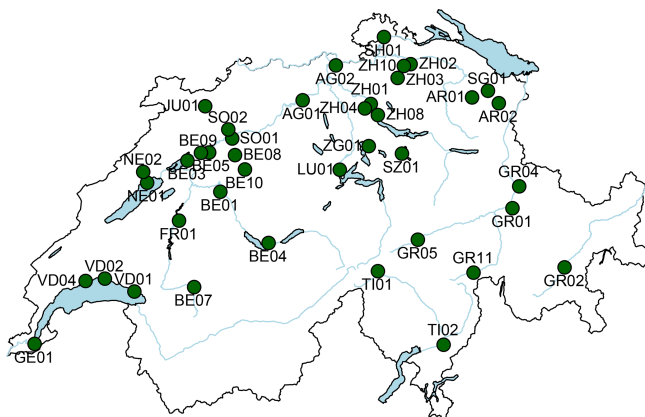 SH01
ZH10
ZH02
AG02
ZH03
SG01
JU01
AG01
ZH01
ZH04
AR01
AR02
SO02
ZH08
BE09
SO01
ZG01
NE02
BE05
BE08
BE03
LU01
SZ01
BE10
NE01
BE01
GR04
FR01
GR01
BE04
GR05
VD04
VD02
VD01
GR11
GR02
TI01
BE07
TI02
GE01